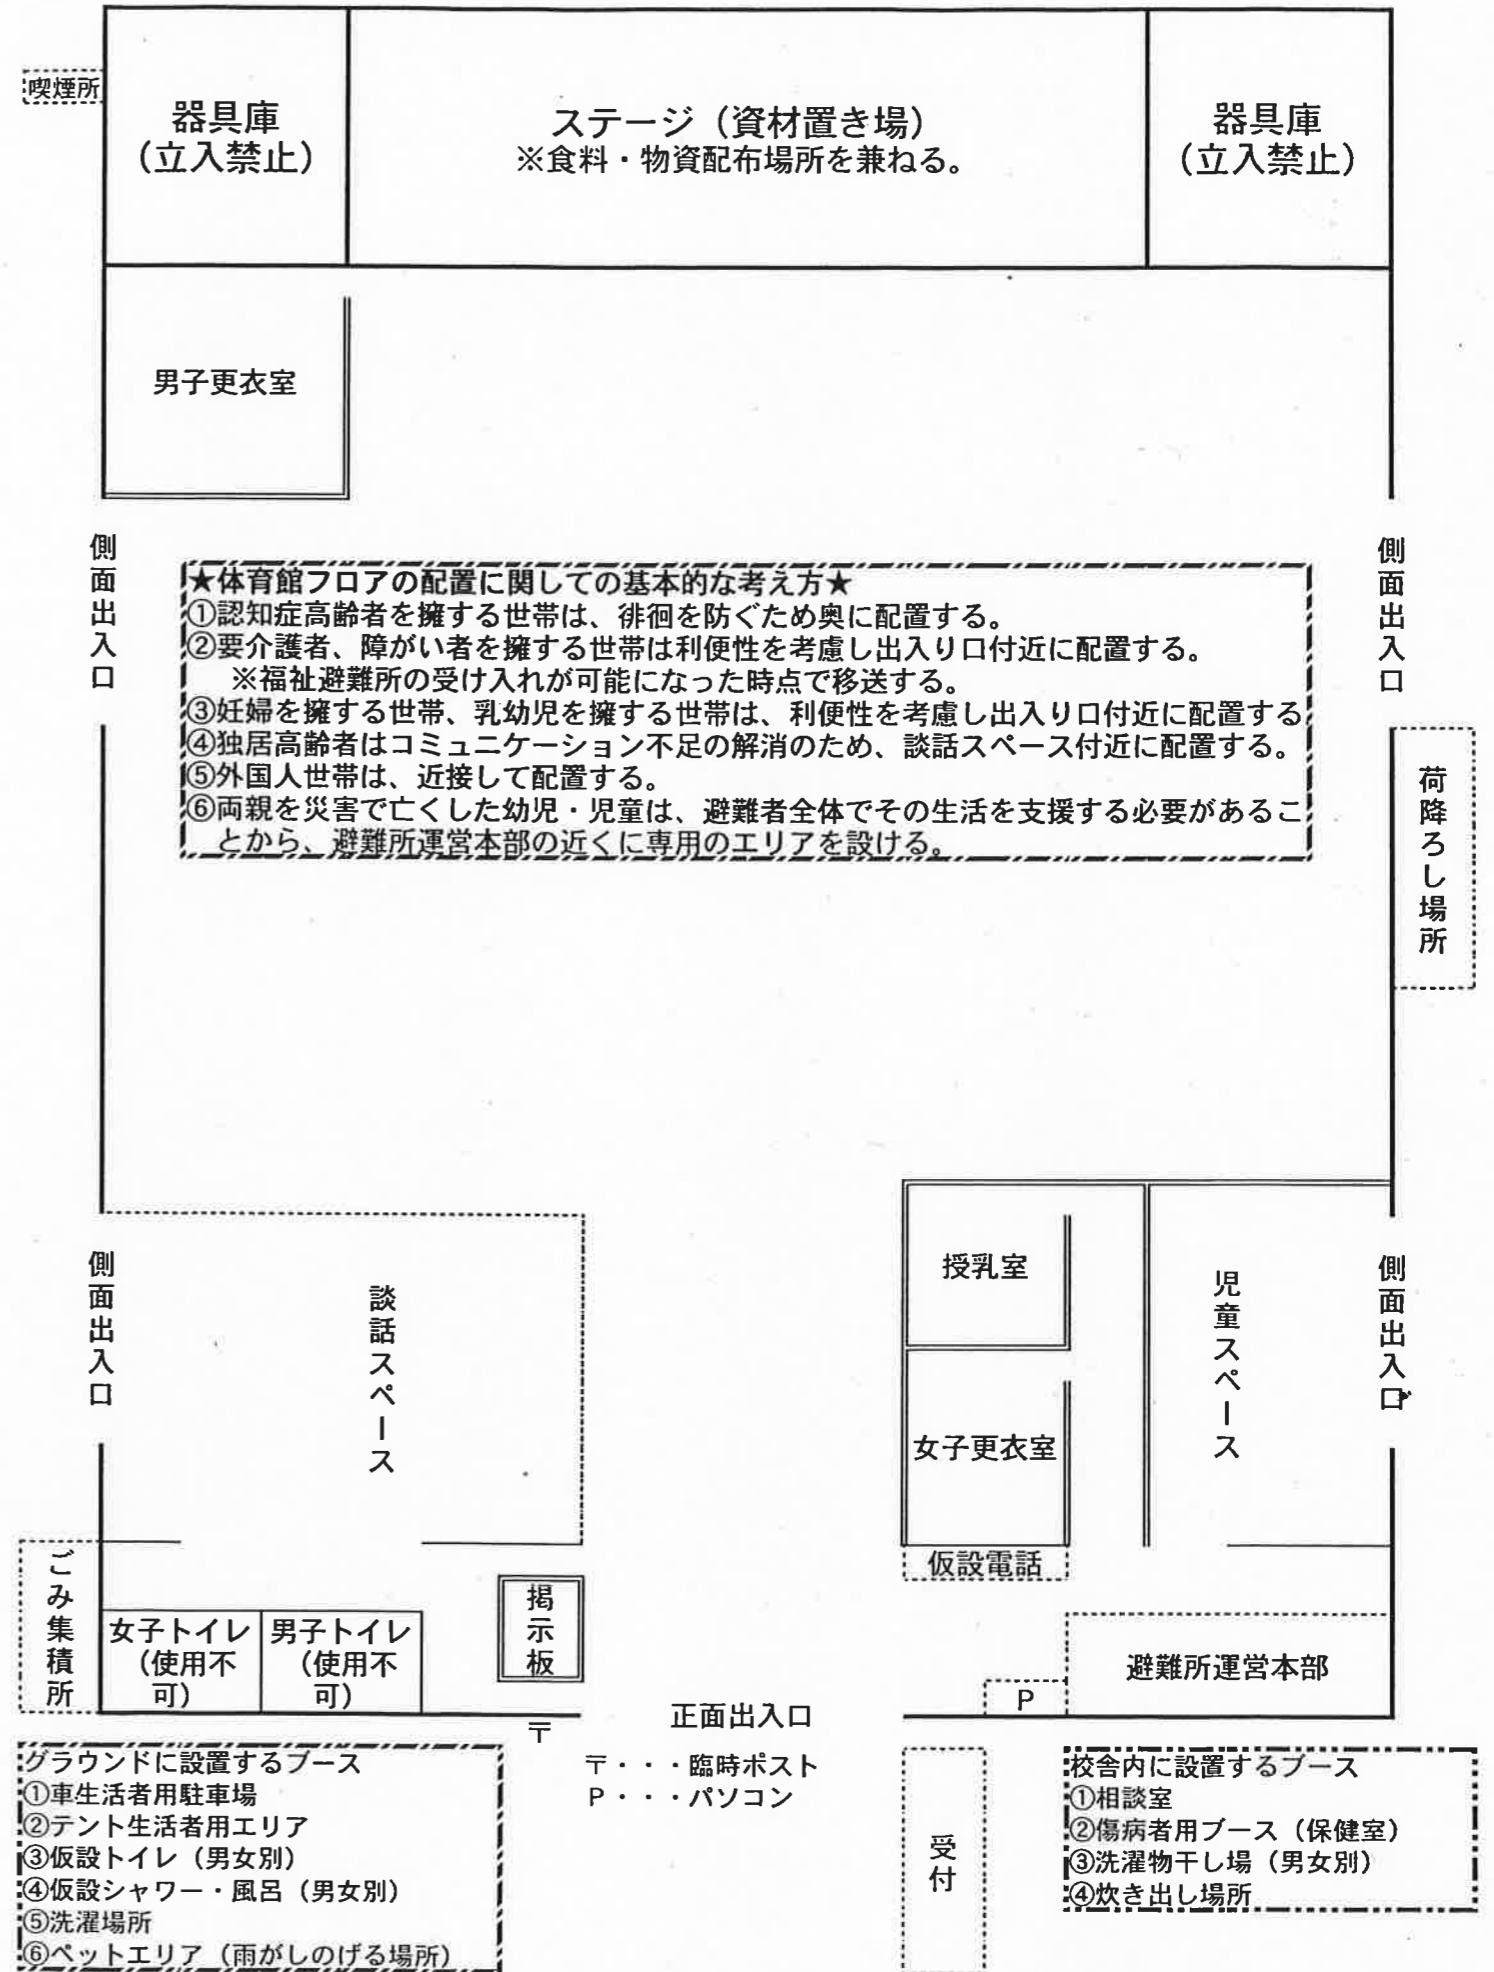 喫煙所
器具庫
（立入禁止）
ステージ（資材置き場）
※食料・物資配布場所を兼ねる。
器具庫
（立入禁止）
男子更衣室
側面出入口
側面出入口
★体育館フロアの配置に関しての基本的な考え方★
①認知症高齢者を擁する世帯は、徘徊を防ぐため奥に配置する。
②要介護者、障がい者を擁する世帯は利便性を考慮し出入り口付近に配置する。
※福祉避難所の受け入れが可能になった時点で移送する。
③妊婦を擁する世帯、乳幼児を擁する世帯は、利便性を考慮し出入り口付近に配置する
④独居高齢者はコミュニケーション不足の解消のため、談話スペース付近に配置する。
⑤外国人世帯は、近接して配置する。
⑥両親を災害で亡くした幼児・児童は、避難者全体でその生活を支援する必要があるこ
とから、避難所運営本部の近くに専用のエリアを設ける。
荷降ろし場所
側面出入口
談話スペース
授乳室
児童スペース
側面出入口
女子更衣室
仮設電話
ごみ集積所
女子トイレ
（使用不
可）
男子トイレ
（使用不
可）
掲示板
避難所運営本部
P
正面出入口
〒
〒・・・臨時ポスト
P・・・パソコン
グラウンドに設置するブース
①車生活者用駐車場
②テント生活者用エリア
③仮設トイレ（男女別）
④仮設シャワー・風呂（男女別）
⑤洗濯場所
⑥ペットエリア（雨がしのげる場所）
受付
校舎内に設置するブース
①相談室
②傷病者用ブース（保健室）
③洗濯物干し場（男女別）
④炊き出し場所